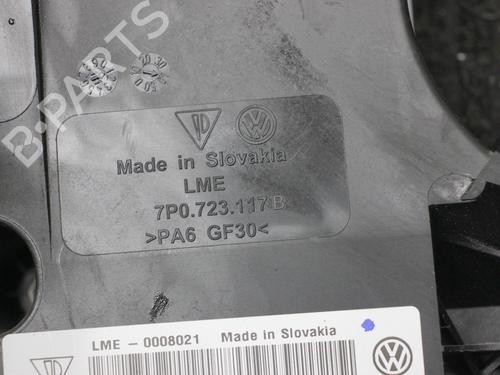 B-PARTS
Made in Slovakia
LME
7P0.723.117B
>PA6 GF30<
LME - 0008021 Made in Slovakia